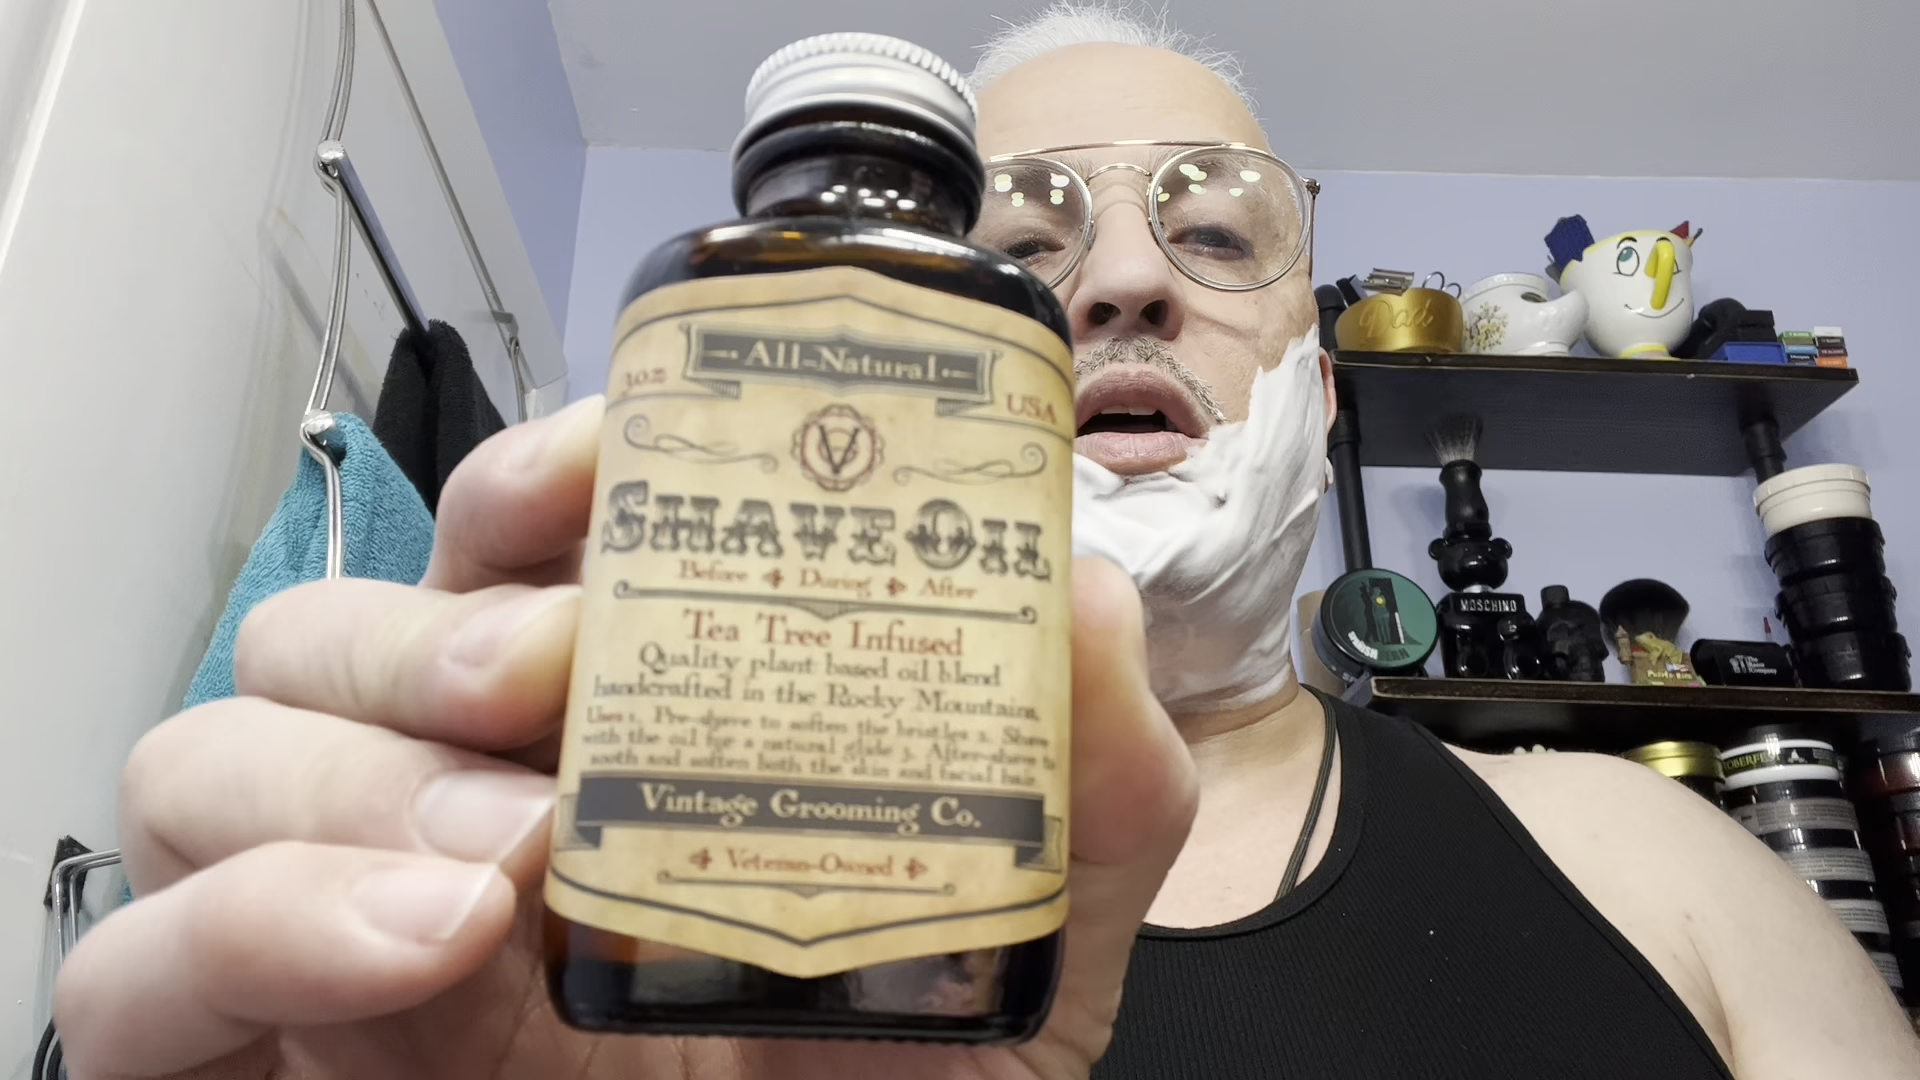 All-Natural
USA
V
Shave Oil
Before During After
Tea Tree Infused
Quality plant based oil blend
handcrafted in the Rocky Mountains,
Uses 1. Pre-shave to soften the bristles 2. Shave
with the oil for a natural glide 3. After-shave to
sooth and soften both the skin and facial hair.
Vintage Grooming Co.
Veteran-Owned
Dad
MOSCHINO
The Razor Company